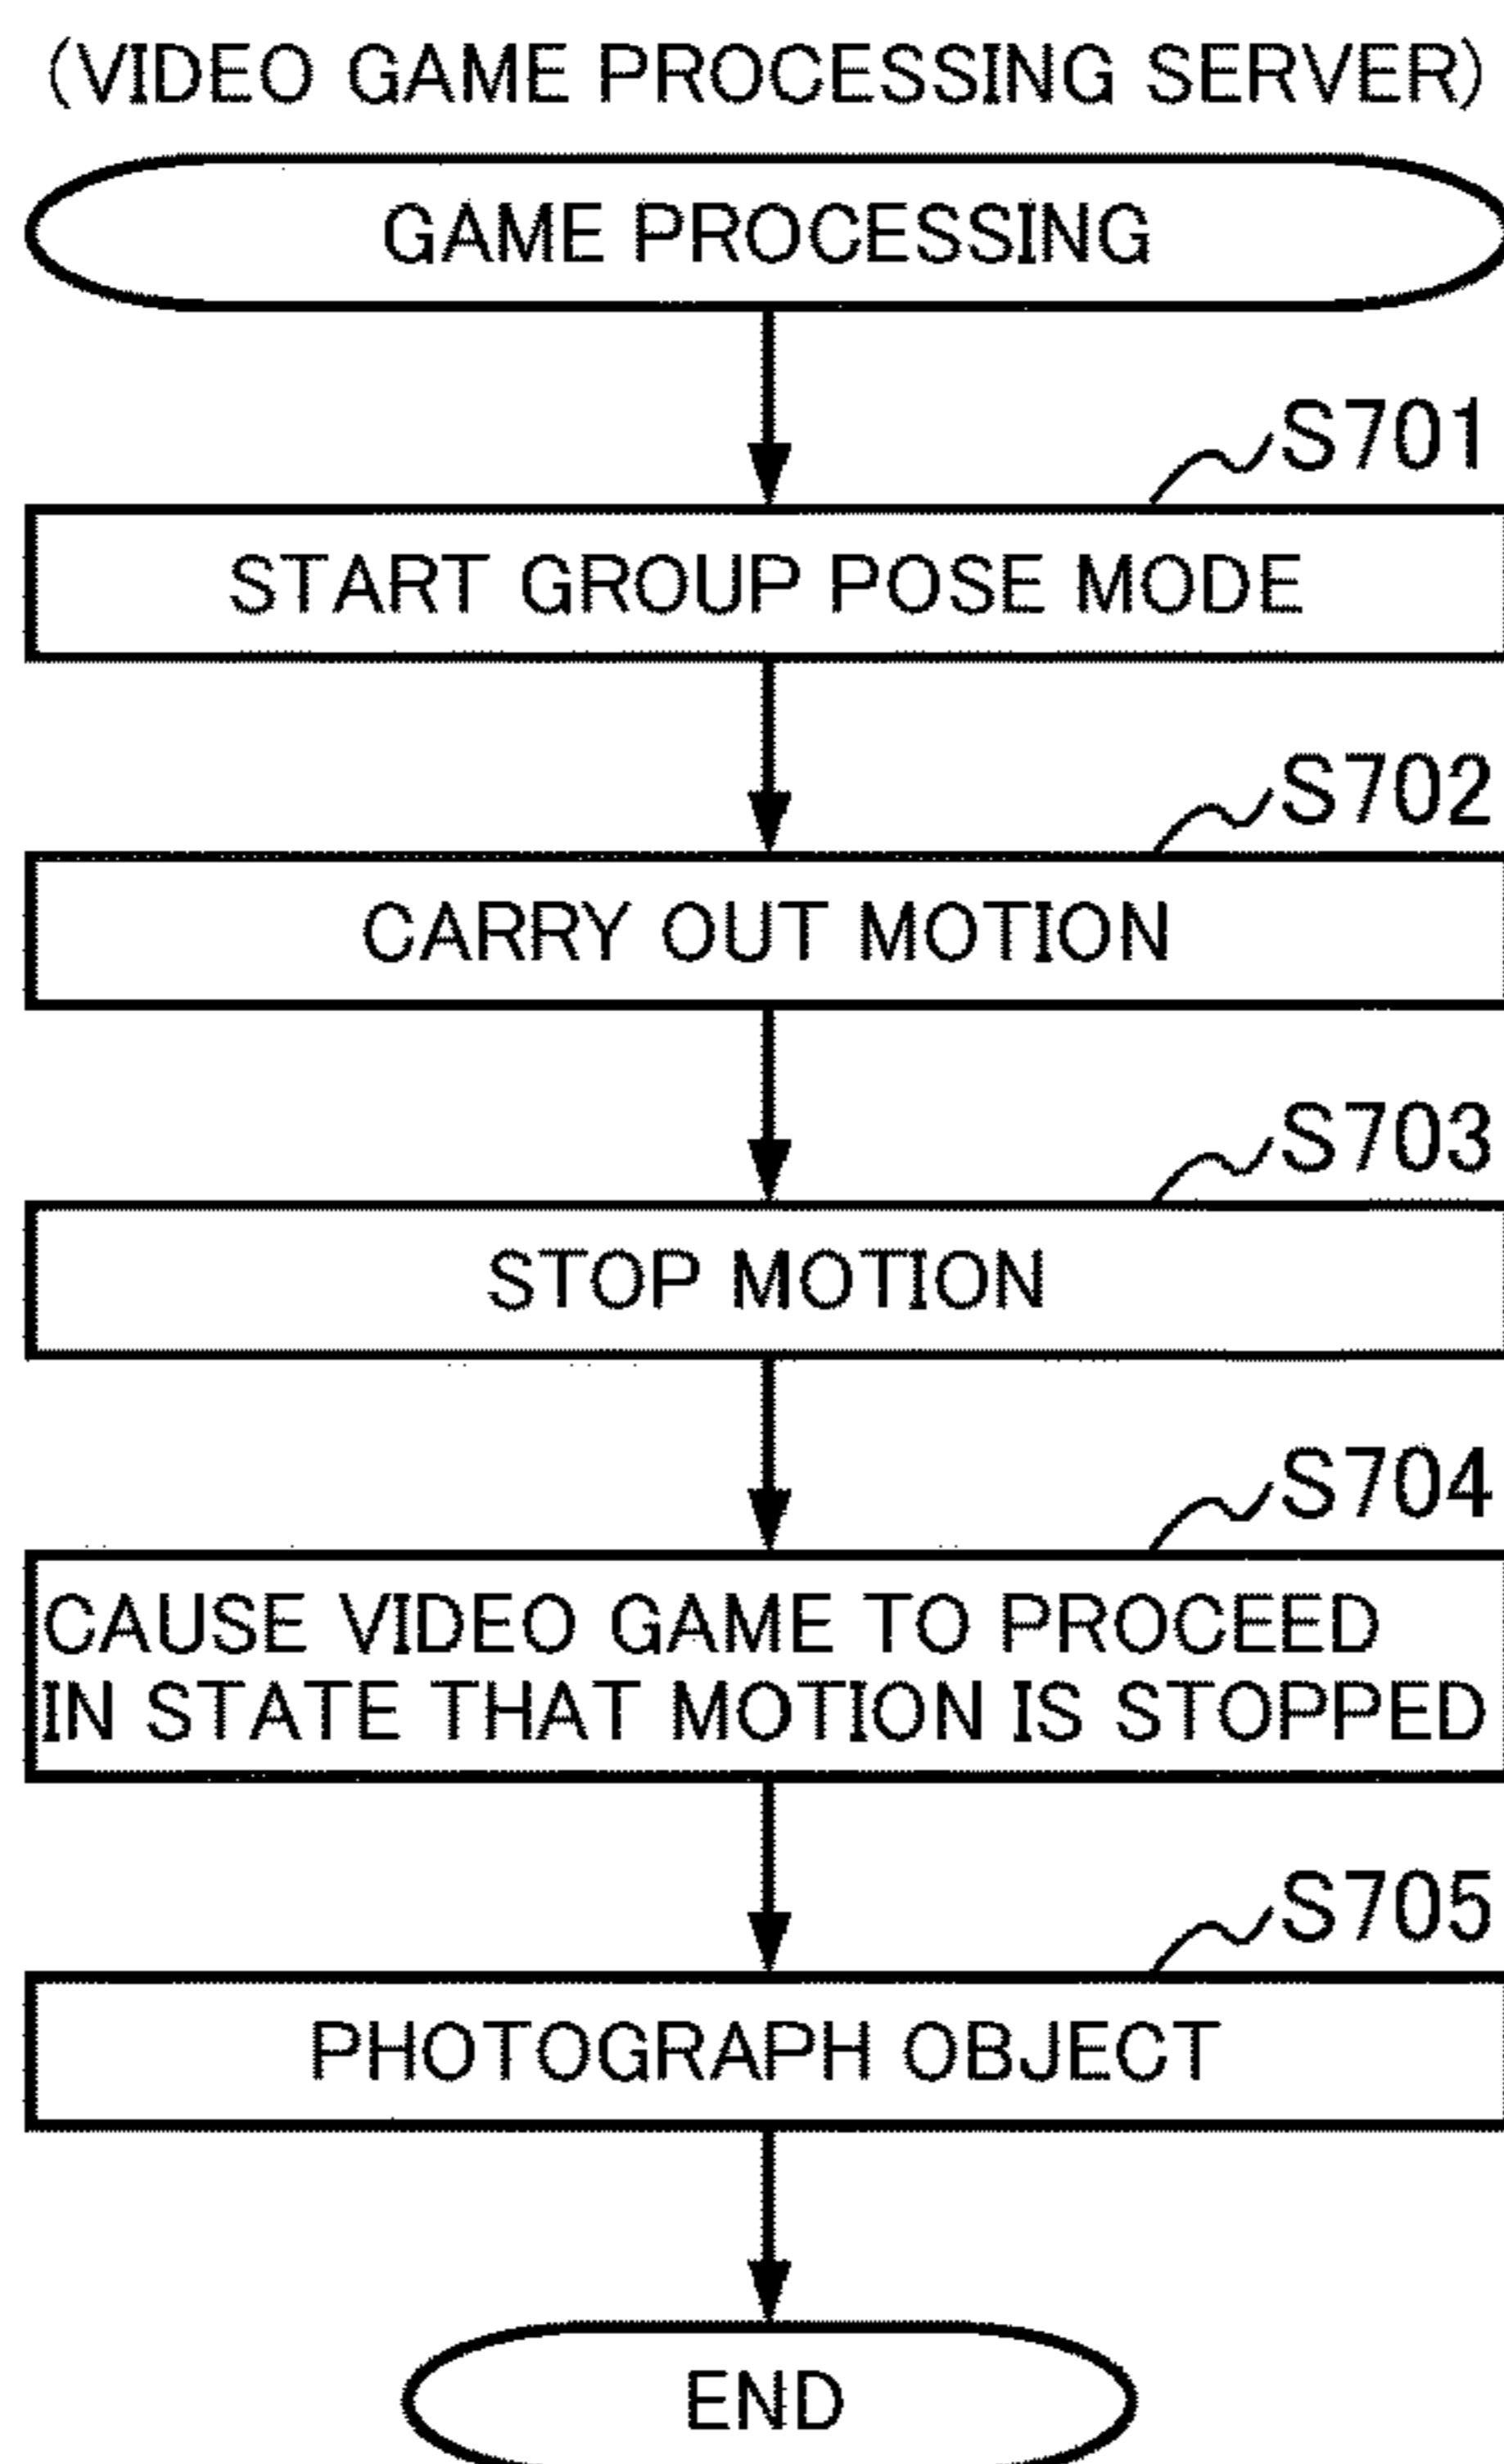 (VIDEO GAME PROCESSING SERVER)
GAME PROCESSING
S701
START GROUP POSE MODE
S702
CARRY OUT MOTION
S703
STOP MOTION
S704
CAUSE VIDEO GAME TO PROCEED
IN STATE THAT MOTION IS STOPPED
S705
PHOTOGRAPH OBJECT
END